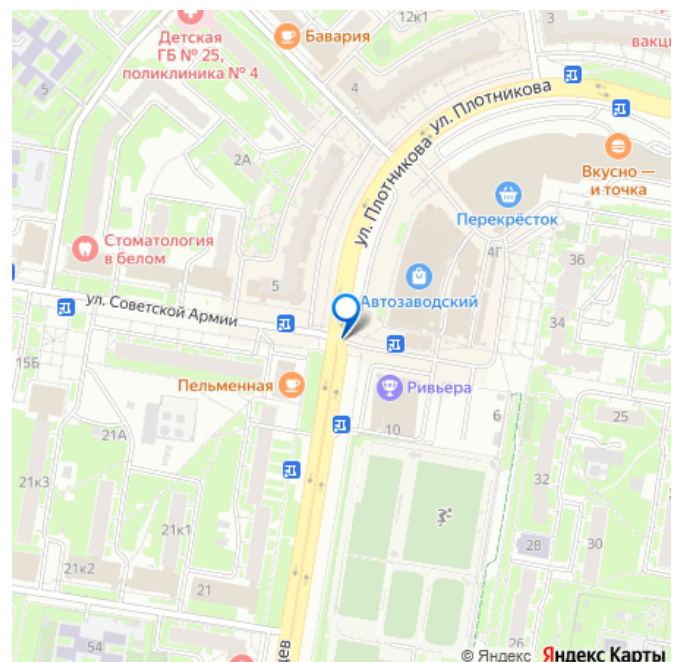 12к1
3
Детская
ГБ № 25,
поликлиника № 4
Бавария
вакц
5
4
ул. Плотникова
2А
ул. Плотникова
Вкусно —
и точка
Перекрёсток
Стоматология
в белом
4Г
36
5
Автозаводский
ул. Советской Армии
34
15Б
Пельменная
Ривьера
6
25
10
21А
21к3
32
21к1
28
30
21к2
21
54
26
цев
© Яндекс
Яндекс Карты